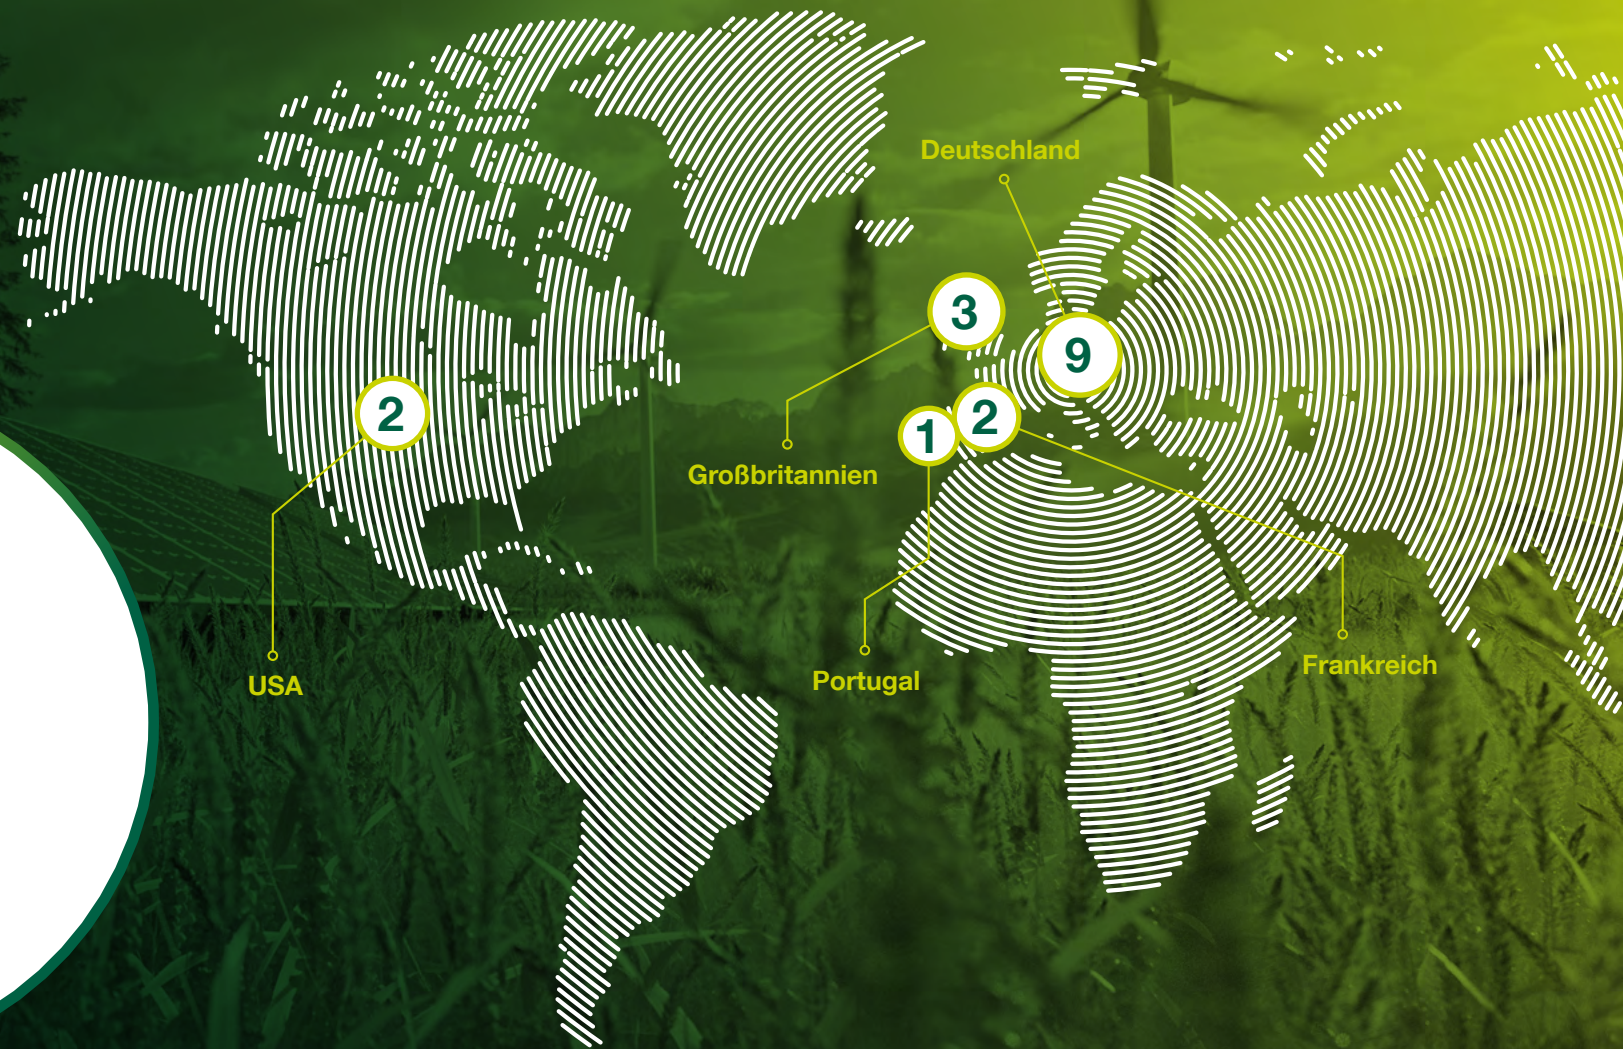 Deutschland
3
9
2
1
2
Großbritannien
USA
Portugal
Frankreich